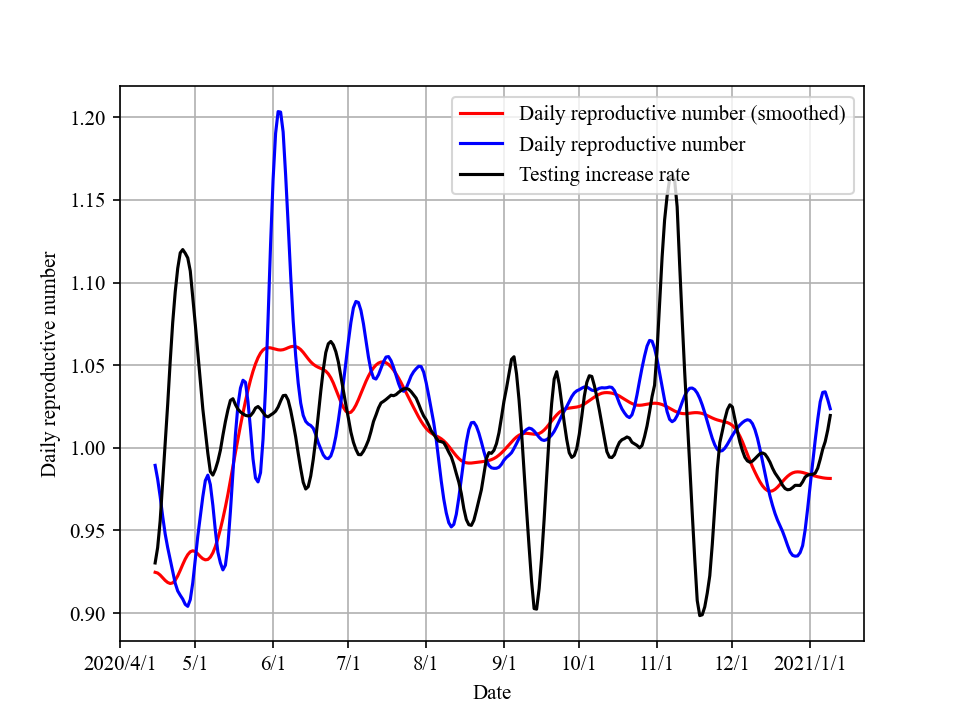 Daily reproductive number (smoothed)
Daily reproductive number
Testing increase rate
Daily reproductive number
1.20
1.15
1.10
1.05
1.00
0.95
0.90
2020/4/1 5/1 6/1 7/1 8/1 9/1 10/1 11/1 12/1 2021/1/1
Date